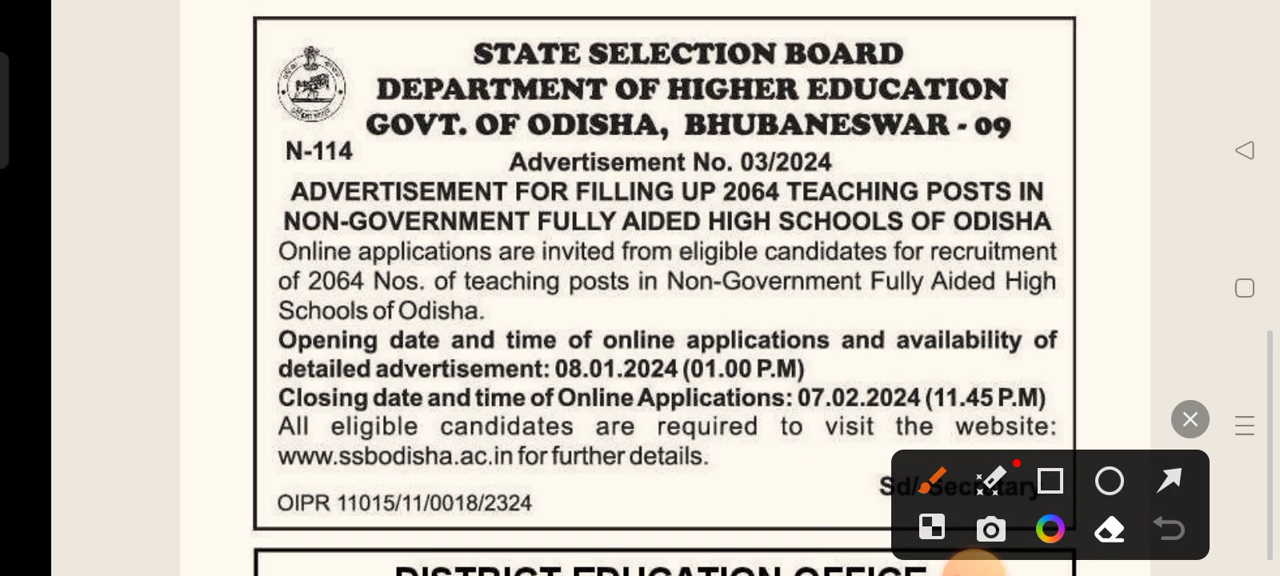 STATE SELECTION BOARD
DEPARTMENT OF HIGHER EDUCATION
GOVT. OF ODISHA, BHUBANESWAR - 09
N-114
Advertisement No. 03/2024
ADVERTISEMENT FOR FILLING UP 2064 TEACHING POSTS IN
NON-GOVERNMENT FULLY AIDED HIGH SCHOOLS OF ODISHA
Online applications are invited from eligible candidates for recruitment
of 2064 Nos. of teaching posts in Non-Government Fully Aided High
Schools of Odisha.
Opening date and time of online applications and availability of
detailed advertisement: 08.01.2024 (01.00 P.M)
Closing date and time of Online Applications: 07.02.2024 (11.45 P.M)
All eligible candidates are required to visit the website:
www.ssbodisha.ac.in for further details.
Sd/- Secretary
OIPR 11015/11/0018/2324
DISTRICT EDUCATION OFFICE